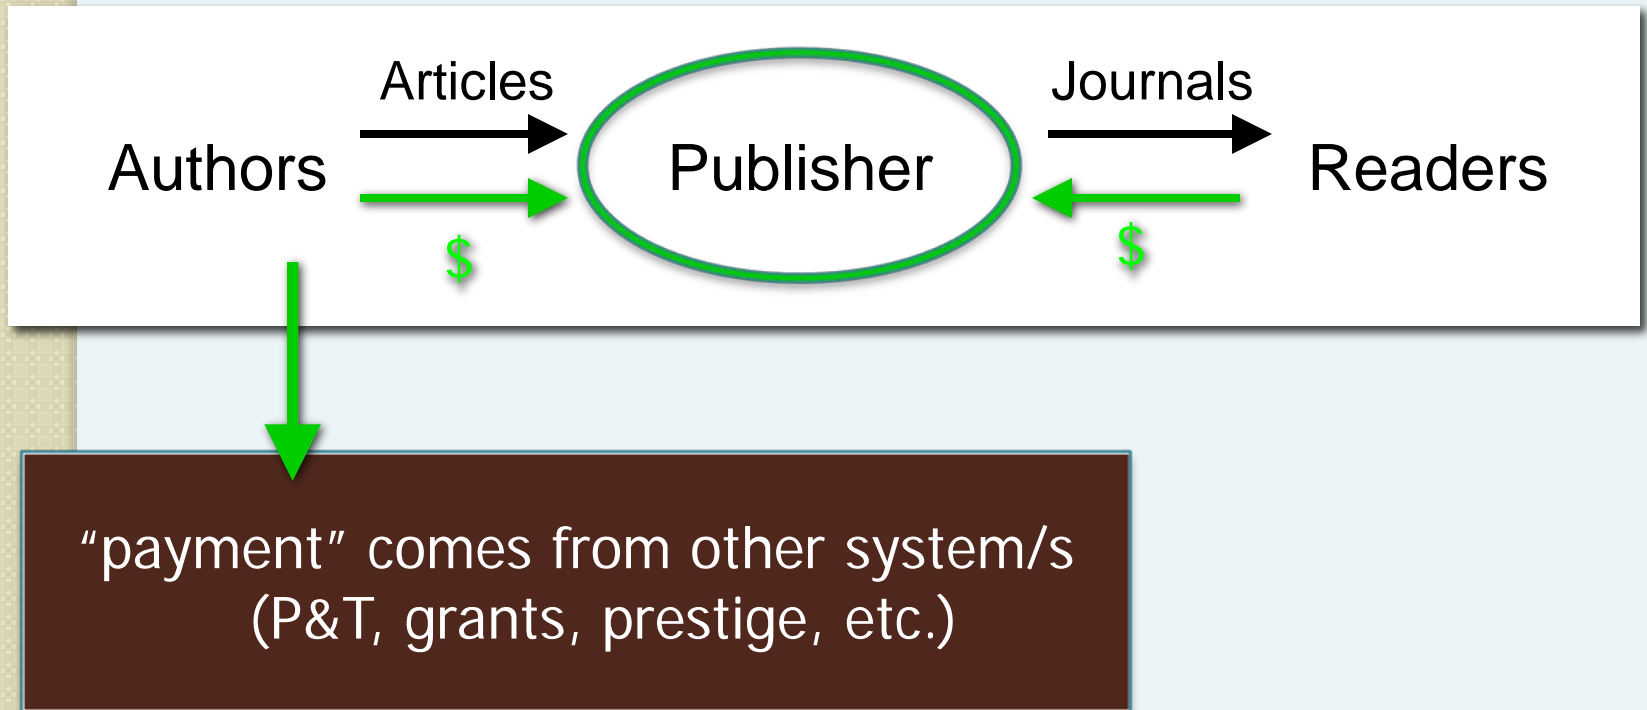 Articles
Journals
Authors
Publisher
Readers
$
$
“payment” comes from other system/s
(P&T, grants, prestige, etc.)